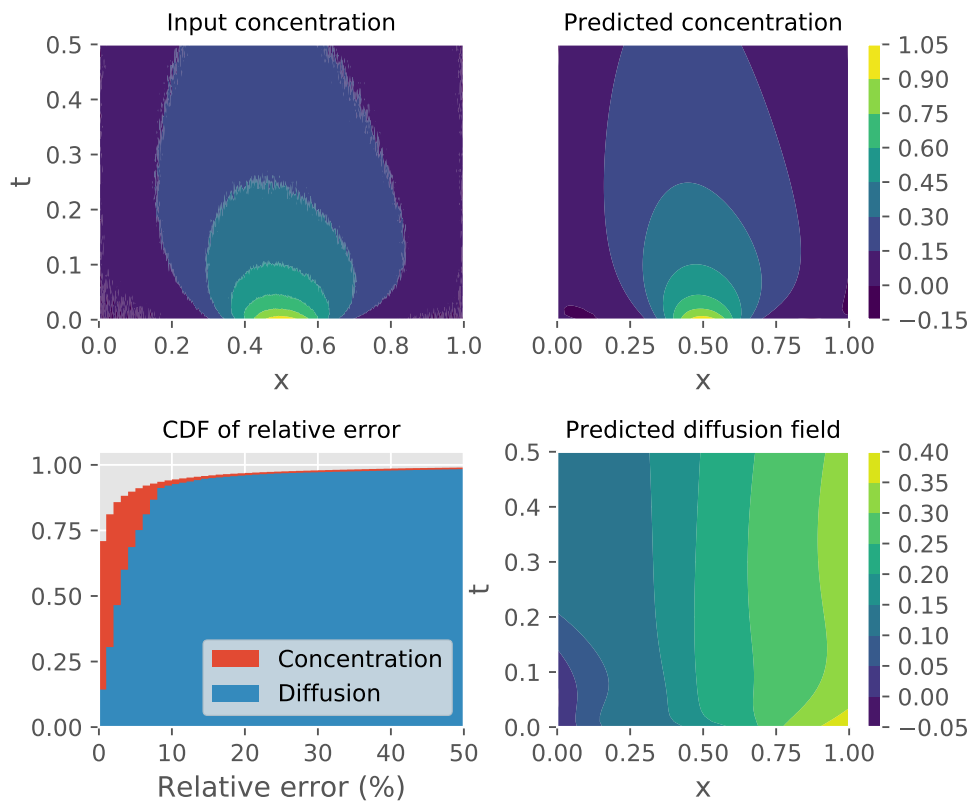 Input concentration
Predicted concentration
0.5
0.4
0.3
0.2
0.1
0.0
t
0.0 0.2 0.4 0.6 0.8 1.0
x
0.00 0.25 0.50 0.75 1.00
x
1.05
0.90
0.75
0.60
0.45
0.30
0.15
0.00
−0.15
CDF of relative error
Predicted diffusion field
1.00
0.75
0.50
0.25
0.00
Concentration
Diffusion
0 10 20 30 40 50
Relative error (%)
0.5
0.4
0.3
0.2
0.1
0.0
t
0.00 0.25 0.50 0.75 1.00
x
0.40
0.35
0.30
0.25
0.20
0.15
0.10
0.05
0.00
−0.05